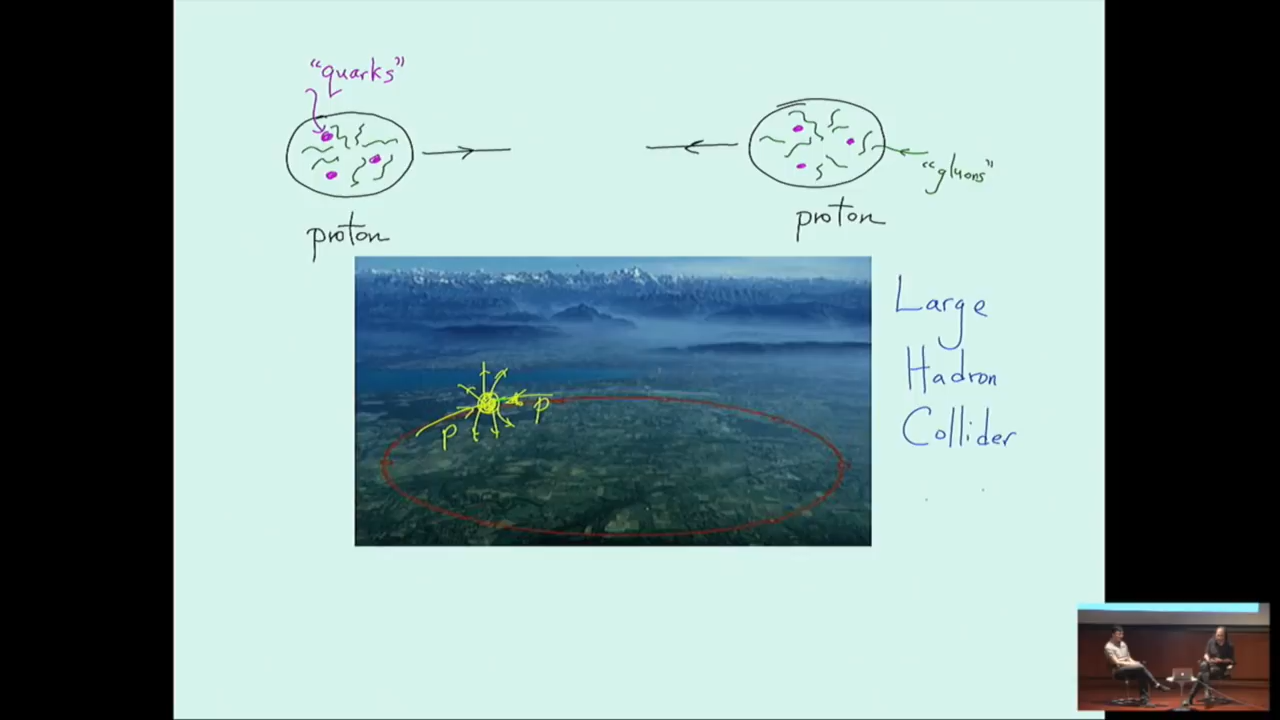 “quarks”
“gluons”
proton
proton
Large
Hadron
Collider
p
p